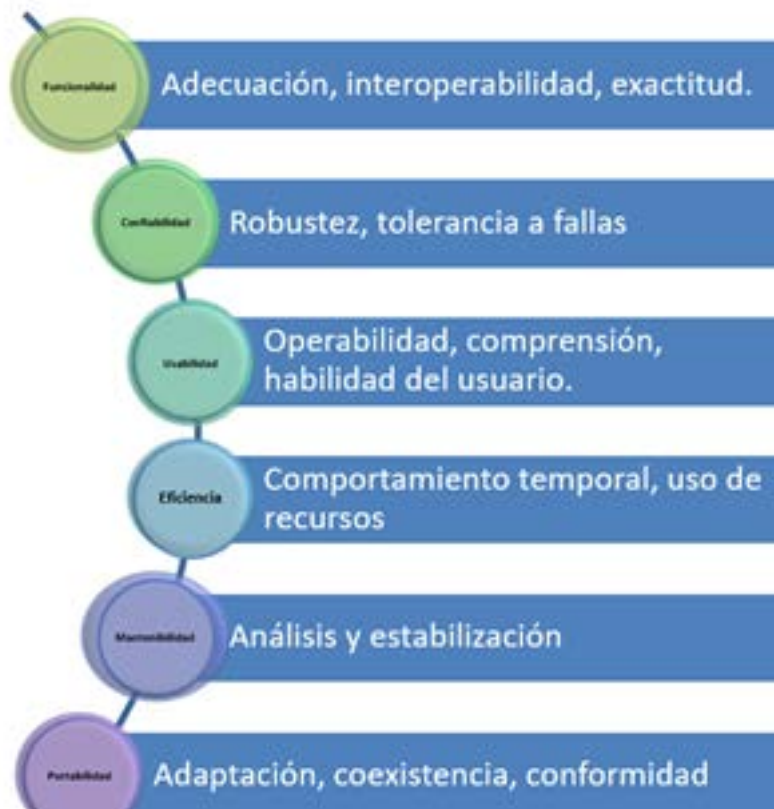 Funcionalidad
Adecuación, interoperabilidad, exactitud.
Confiabilidad
Robustez, tolerancia a fallas
Usabilidad
Operabilidad, comprensión,
habilidad del usuario.
Eficiencia
Comportamiento temporal, uso de
recursos
Mantenibilidad
Análisis y estabilización
Portabilidad
Adaptación, coexistencia, conformidad